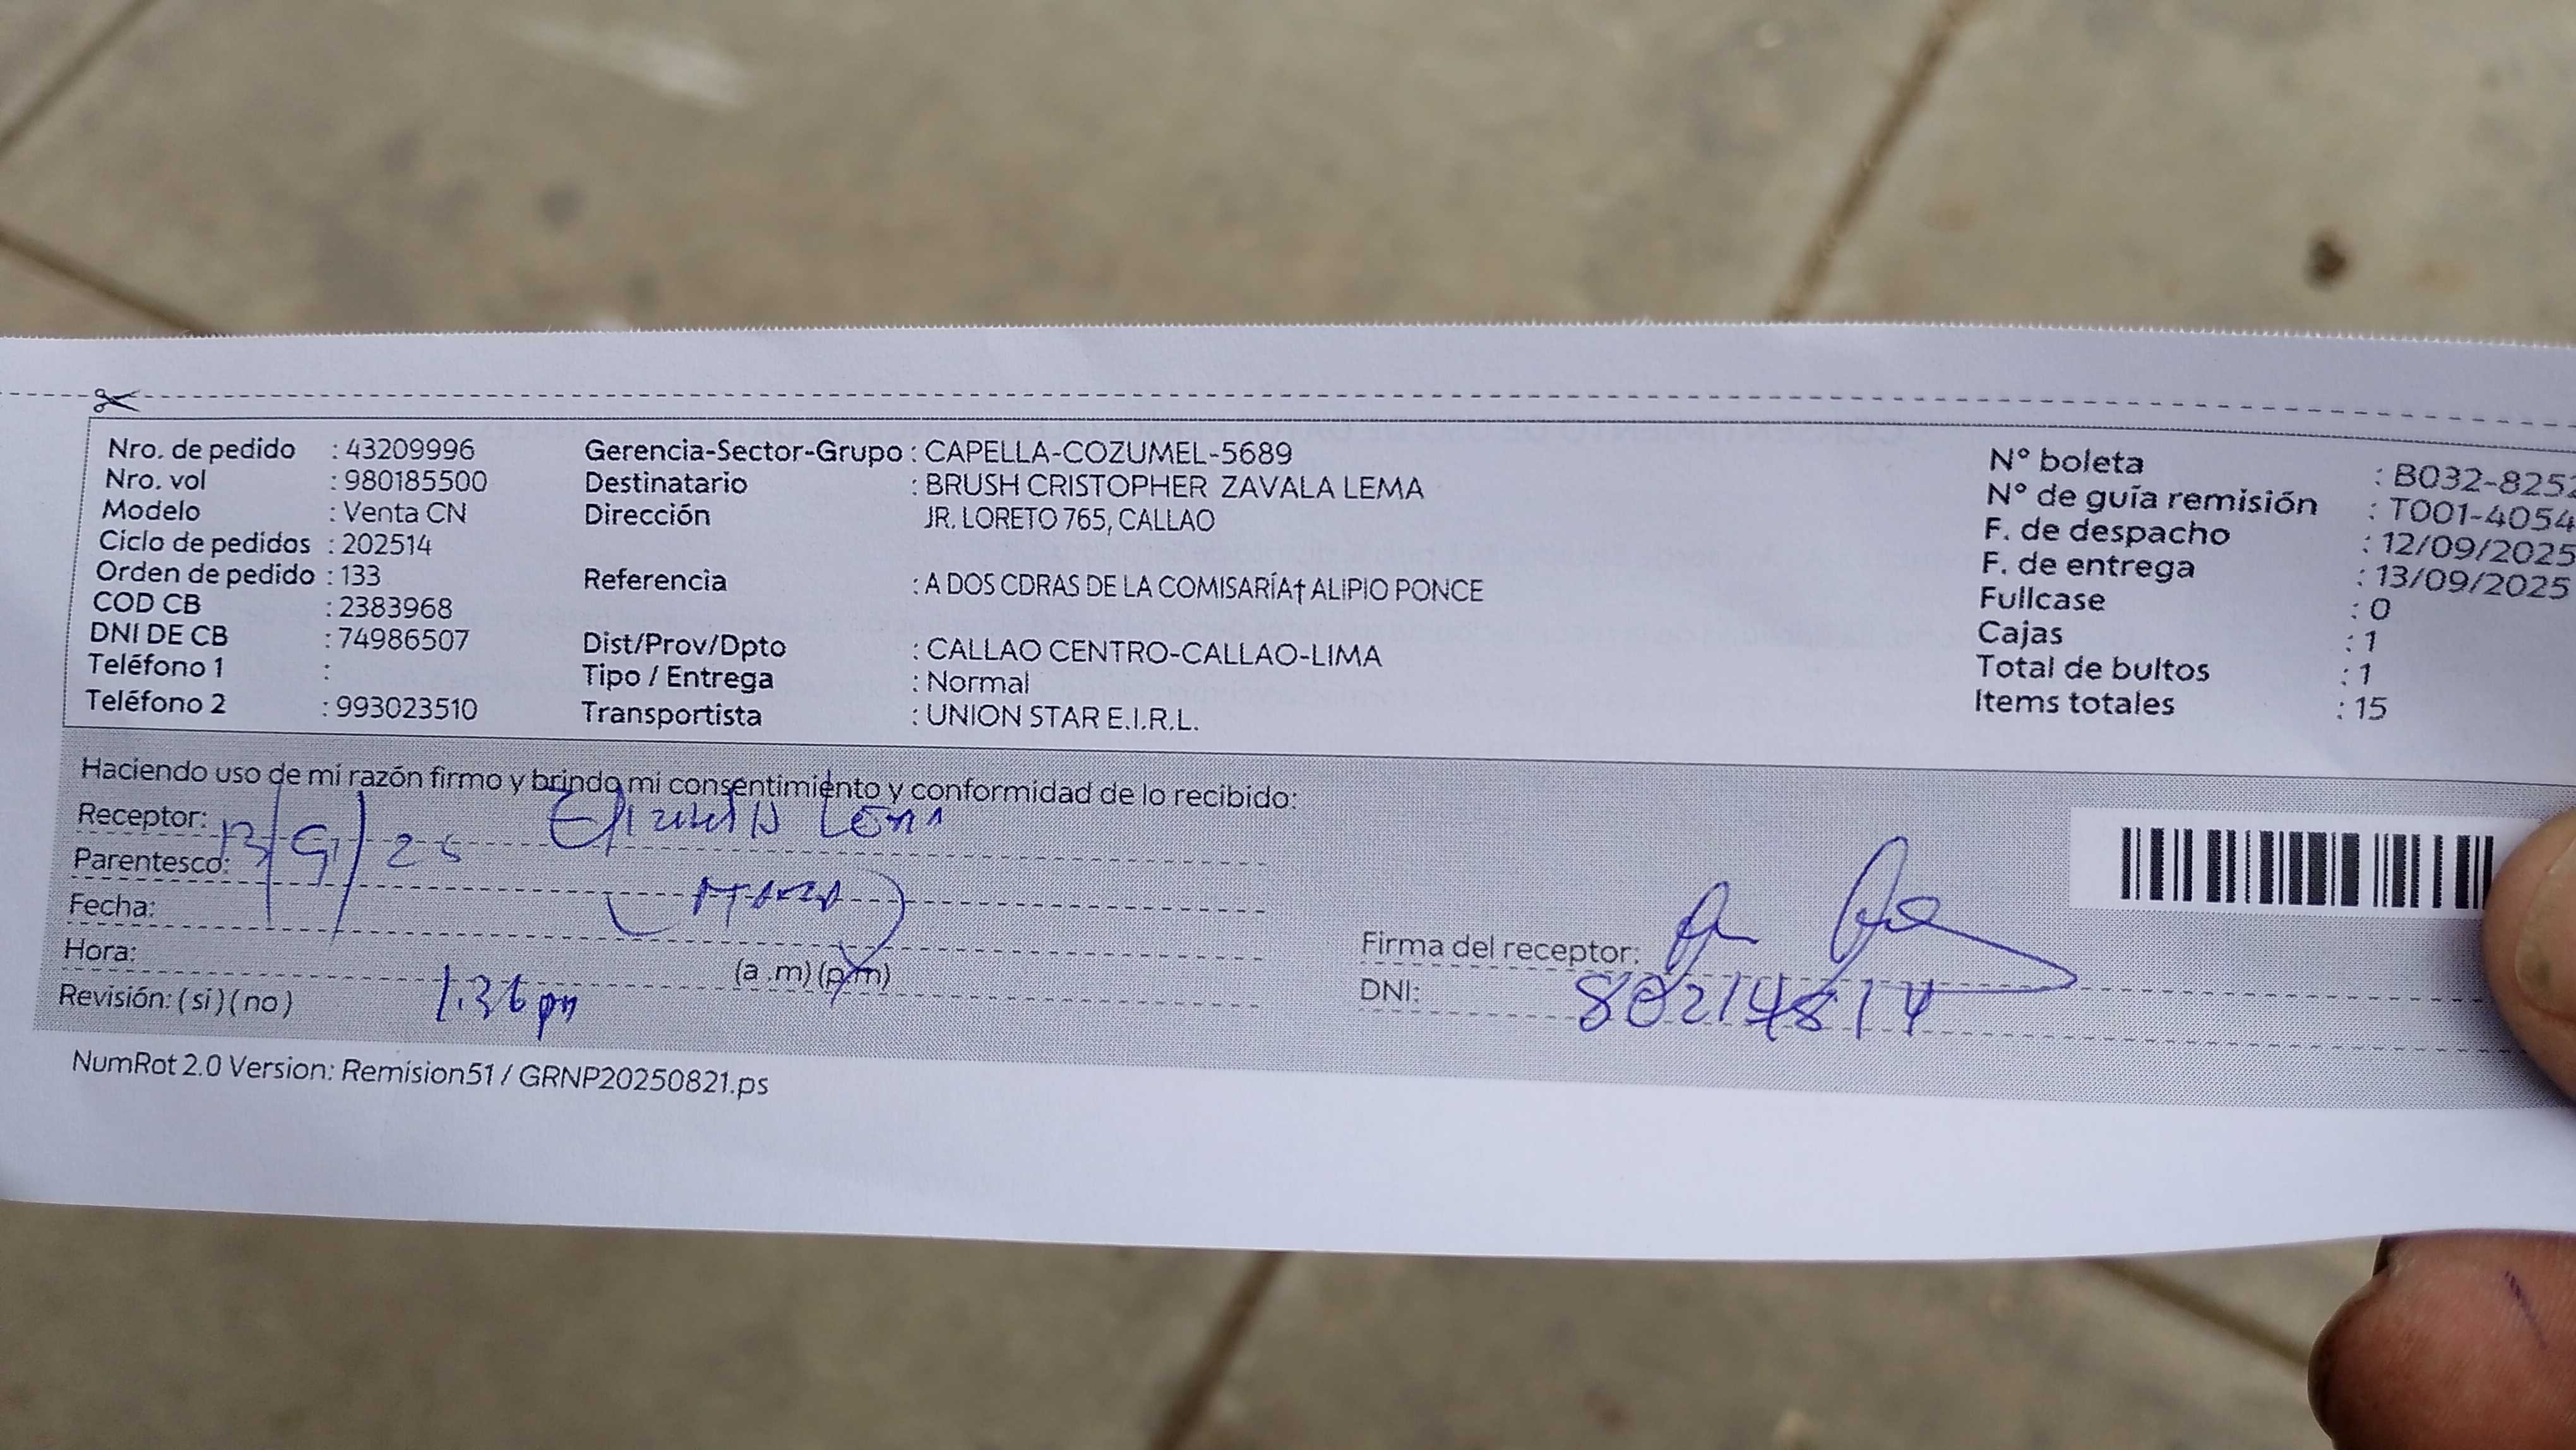 Nro. de pedido : 43209996
Nro. vol : 980185500
Modelo : Venta CN
Ciclo de pedidos : 202514
Orden de pedido : 133
COD CB : 2383968
DNI DE CB : 74986507
Teléfono 1 :
Teléfono 2 : 993023510
Gerencia-Sector-Grupo : CAPELLA-COZUMEL-5689
Destinatario : BRUSH CRISTOPHER ZAVALA LEMA
Dirección JR. LORETO 765, CALLAO
Referencia : A DOS CDRAS DE LA COMISARÍA† ALIPIO PONCE
Dist/Prov/Dpto : CALLAO CENTRO-CALLAO-LIMA
Tipo / Entrega : Normal
Transportista : UNION STAR E.I.R.L.
N° boleta : B032-8252
N° de guía remisión : T001-4054
F. de despacho : 12/09/2025
F. de entrega : 13/09/2025
Fullcase : 0
Cajas : 1
Total de bultos : 1
Items totales : 15
Haciendo uso de mi razón firmo y brindo mi consentimiento y conformidad de lo recibido:
Receptor:
Parentesco: 13/9/25
Fecha:
Hora: (a .m) (p.m)
Revisión: (si) (no) 1.36 pm
Firma del receptor:
DNI: 80214814
NumRot 2.0 Version: Remision51 / GRNP20250821.ps